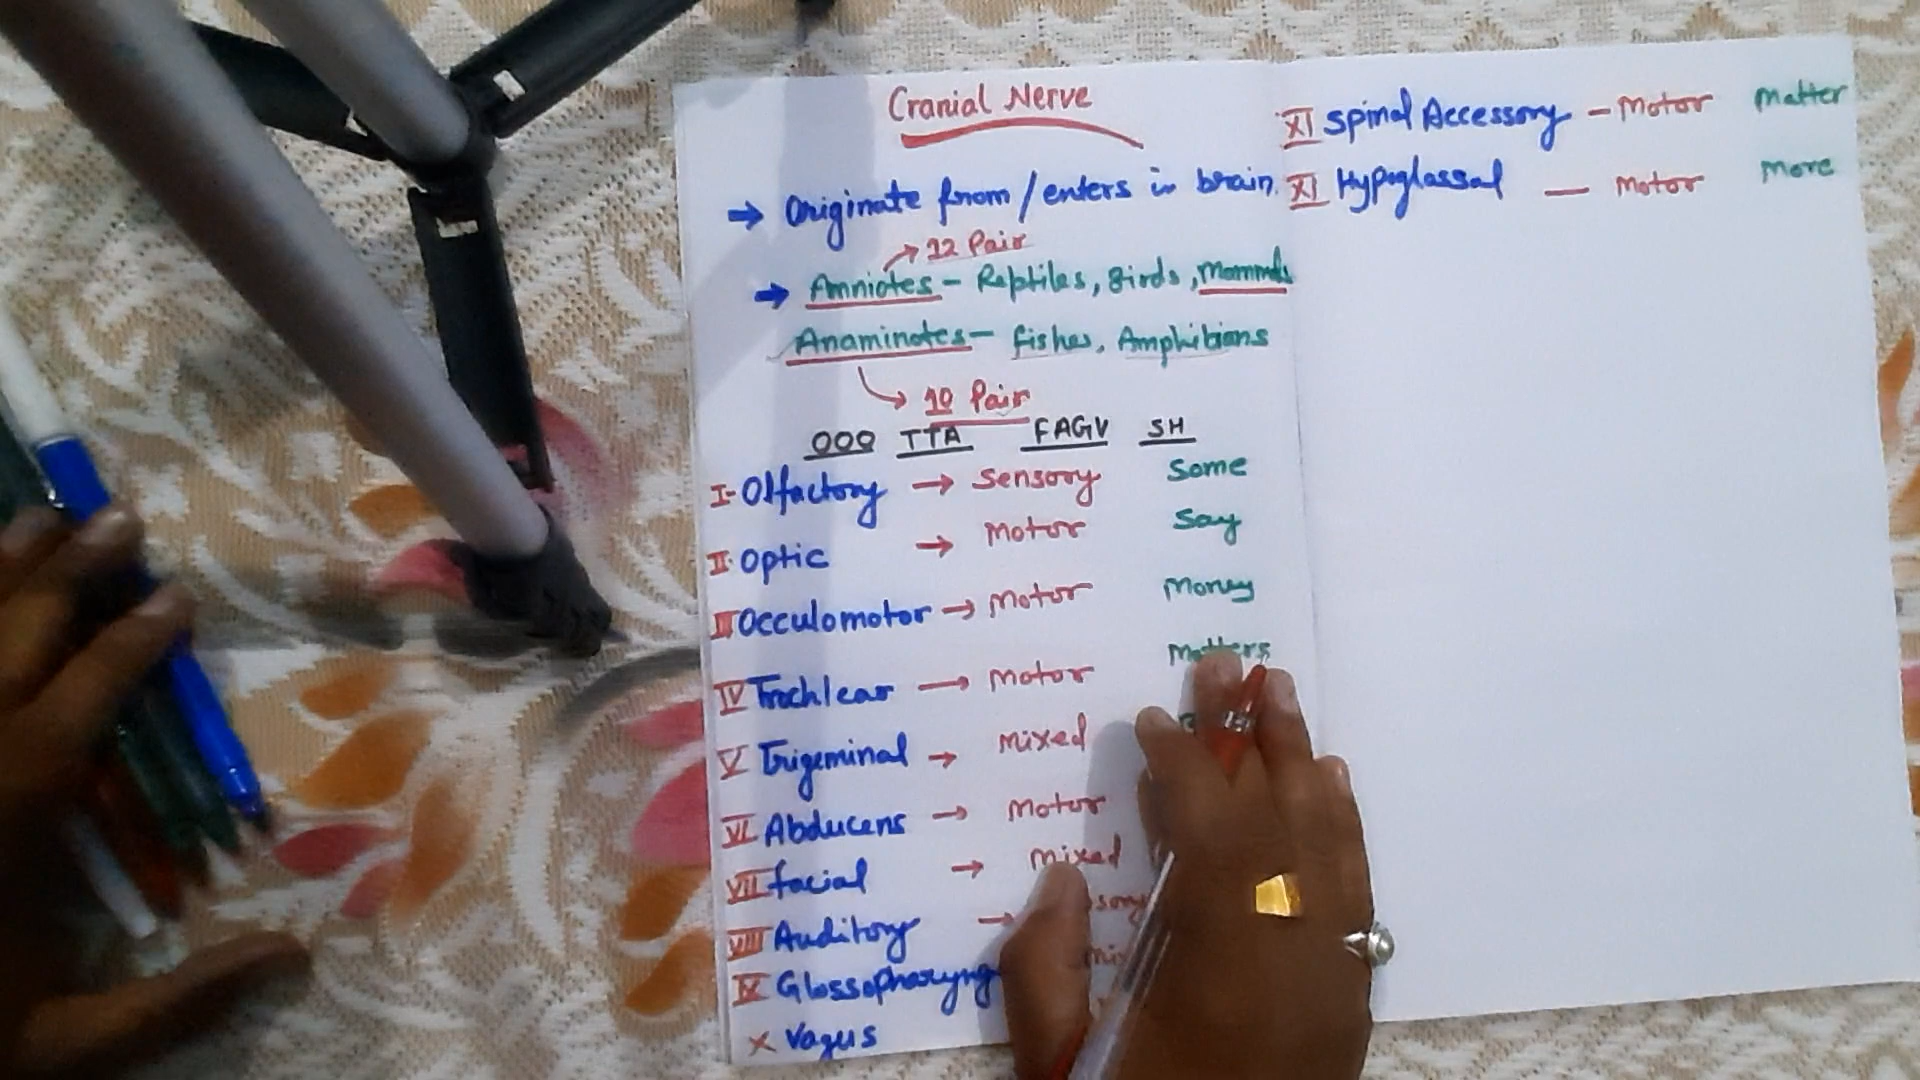 Cranial Nerve
→ Originate from / enters in brain.
→ 12 Pair
→ Amniotes - Reptiles, Birds, Mammals
Anaminotes - fishes, Amphibians
→ 10 Pair
OOO TTA FAGV SH
I- Olfactory → Sensory Some
II- Optic → Motor Say
III Occulomotor → Motor Money
IV Trochlear → Motor Matters
V Trigeminal → Mixed
VI Abducens → Motor
VII facial → Mixed
VIII Auditory →
IX Glossopharyng
X Vagus
XI Spinal Accessory - Motor Matter
XI Hypoglassal - Motor More